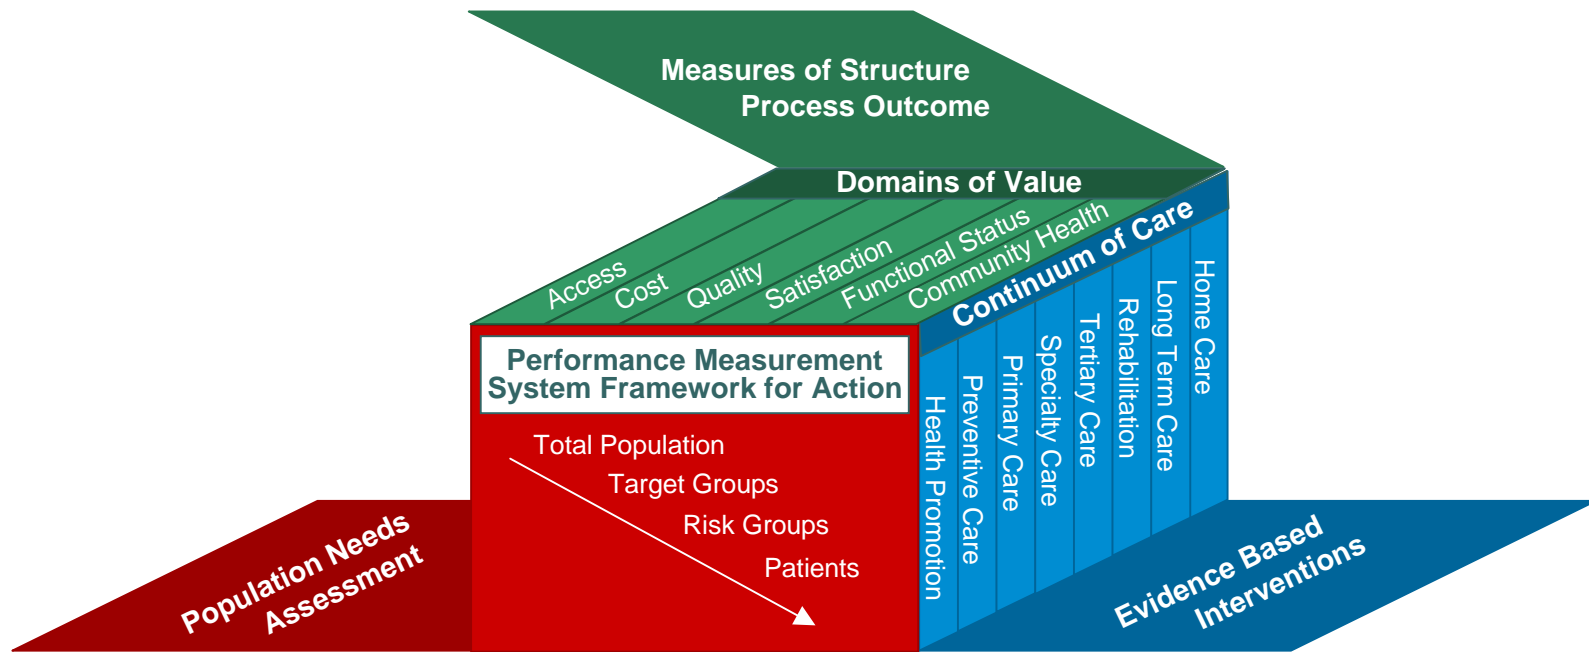 Measures of Structure
Process Outcome
Domains of Value
Access
Cost
Quality
Satisfaction
Functional Status
Community Health
Continuum of Care
Health Promotion
Preventive Care
Primary Care
Specialty Care
Tertiary Care
Rehabilitation
Long Term Care
Home Care
Performance Measurement
System Framework for Action
Total Population
Target Groups
Risk Groups
Patients
Population Needs
Assessment
Evidence Based
Interventions